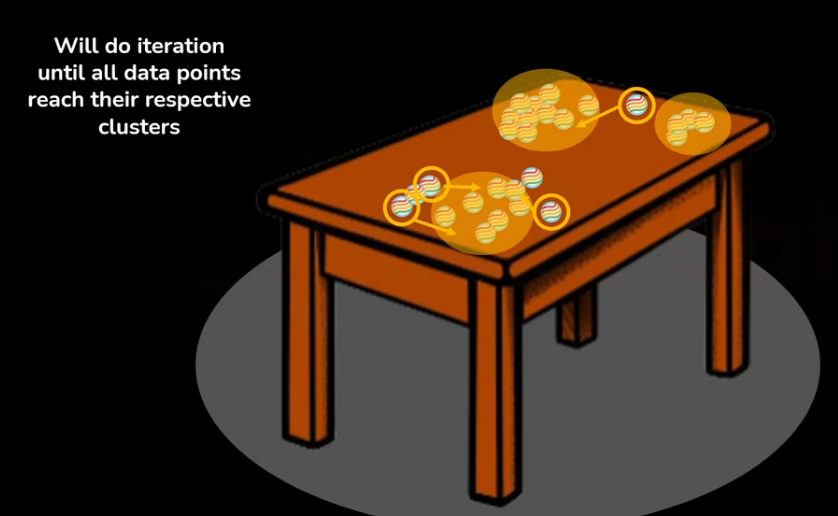 Will do iteration
until all data points
reach their respective
clusters